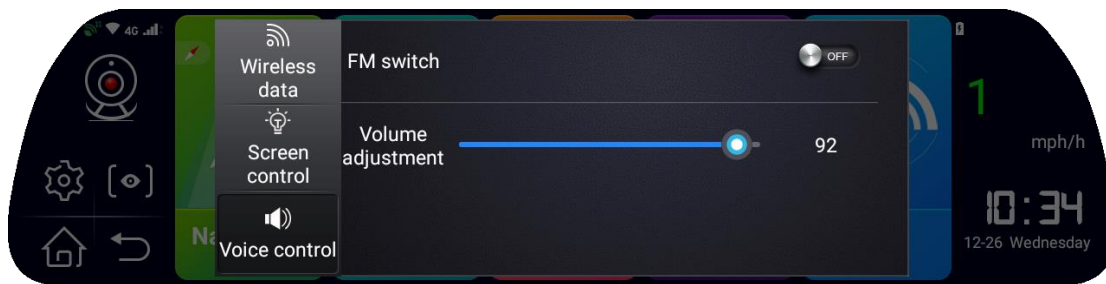 4G
Wireless
data
FM switch
OFF
Screen
control
Volume
adjustment
92
Voice control
Na
1
mph/h
10:34
12-26 Wednesday